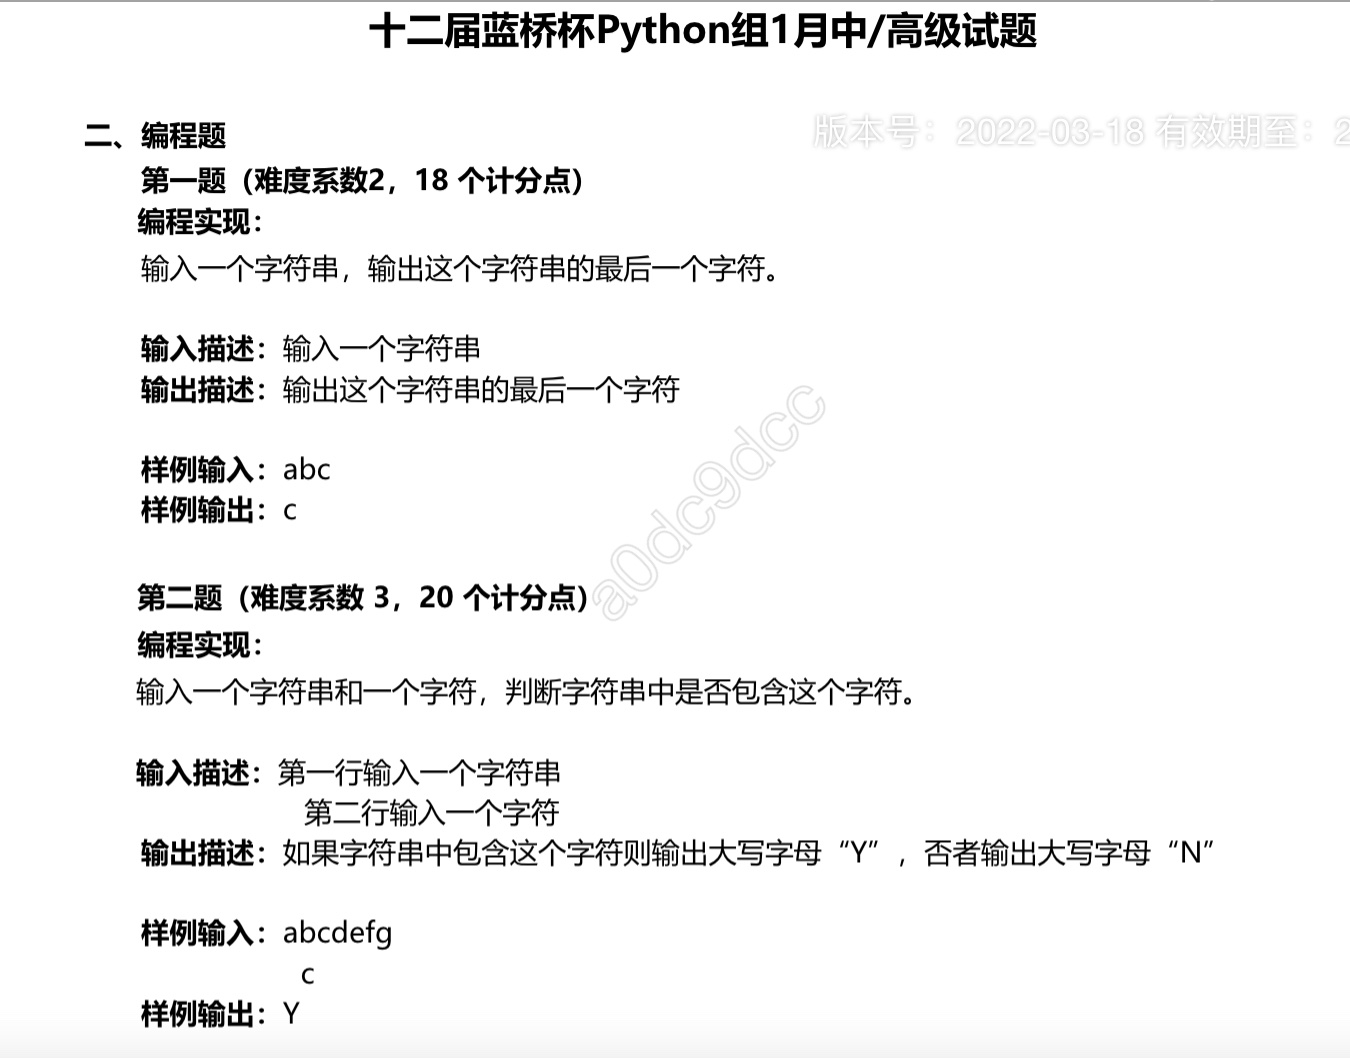 十二届蓝桥杯Python组1月中/高级试题
版本号：2022-03-18 有效期至：2
二、编程题
第一题（难度系数2，18 个计分点）
编程实现：
输入一个字符串，输出这个字符串的最后一个字符。
输入描述：输入一个字符串
输出描述：输出这个字符串的最后一个字符
样例输入：abc
样例输出：c
a0dc9dcc
第二题（难度系数 3，20 个计分点）
编程实现：
输入一个字符串和一个字符，判断字符串中是否包含这个字符。
输入描述：第一行输入一个字符串
第二行输入一个字符
输出描述：如果字符串中包含这个字符则输出大写字母“Y”，否者输出大写字母“N”
样例输入：abcdefg
c
样例输出：Y